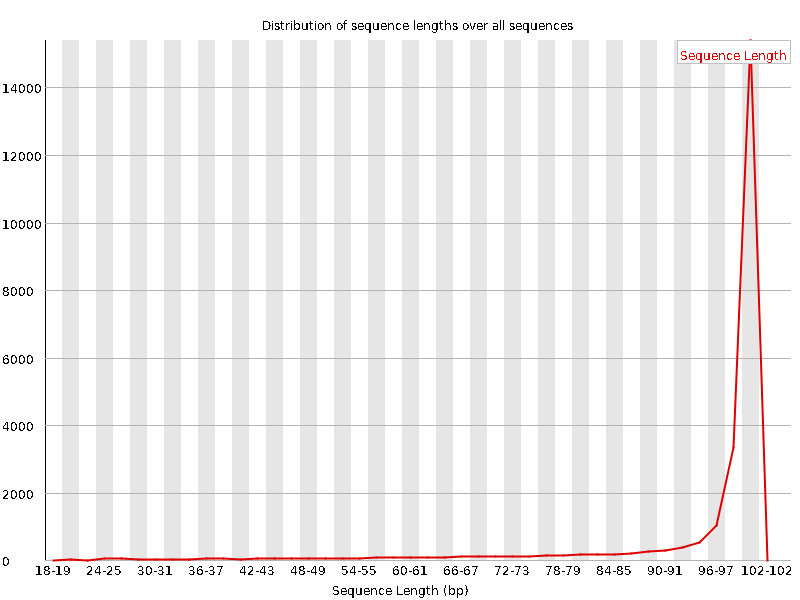 Distribution of sequence lengths over all sequences
Sequence Length
14000
12000
10000
8000
6000
4000
2000
0
18-19 24-25 30-31 36-37 42-43 48-49 54-55 60-61 66-67 72-73 78-79 84-85 90-91 96-97 102-102
Sequence Length (bp)